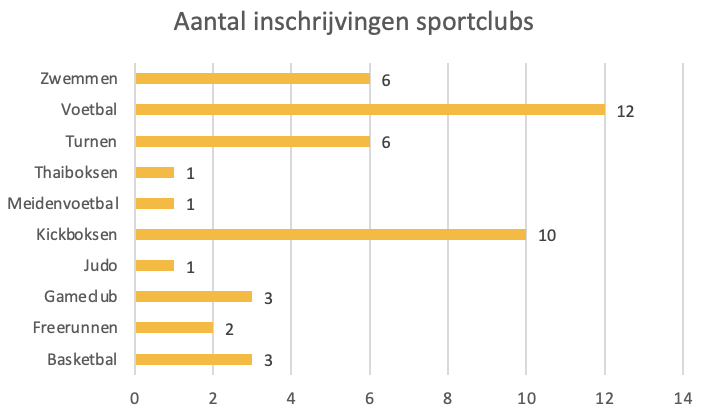 Aantal inschrijvingen sportclubs
Zwemmen 6
Voetbal 12
Turnen 6
Thaiboksen 1
Meidenvoetbal 1
Kickboksen 10
Judo 1
Gameclub 3
Freerunnen 2
Basketbal 3
0 2 4 6 8 10 12 14